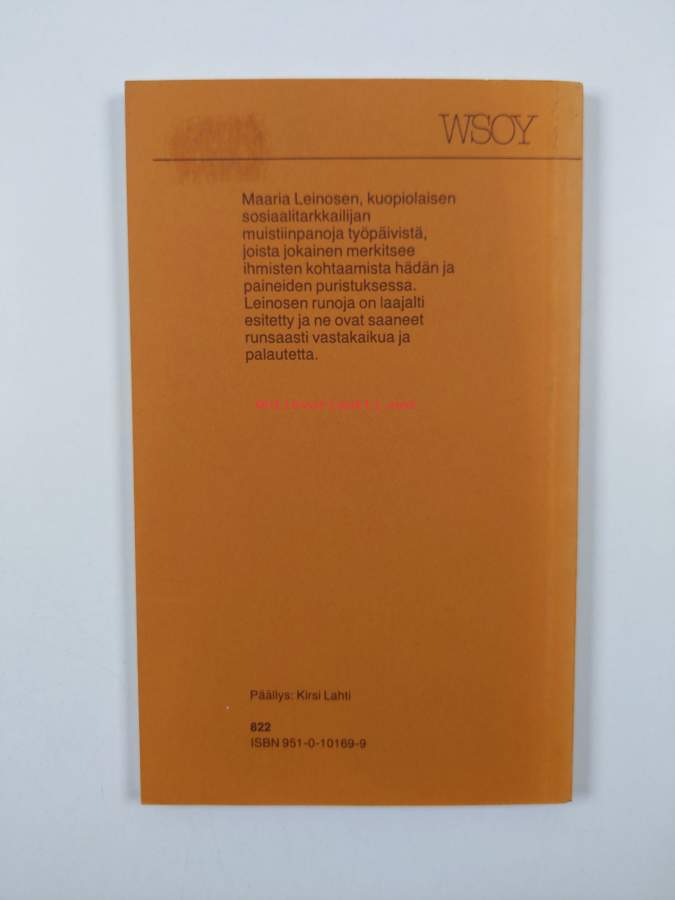 WSOY
Maaria Leinosen, kuopiolaisen
sosiaalitarkkailijan
muistiinpanoja työpäivistä,
joista jokainen merkitsee
ihmisten kohtaamista hädän ja
paineiden puristuksessa.
Leinosen runoja on laajalti
esitetty ja ne ovat saaneet
runsaasti vastakaikua ja
palautetta.
Päällys: Kirsi Lahti
822
ISBN 951-0-10169-9